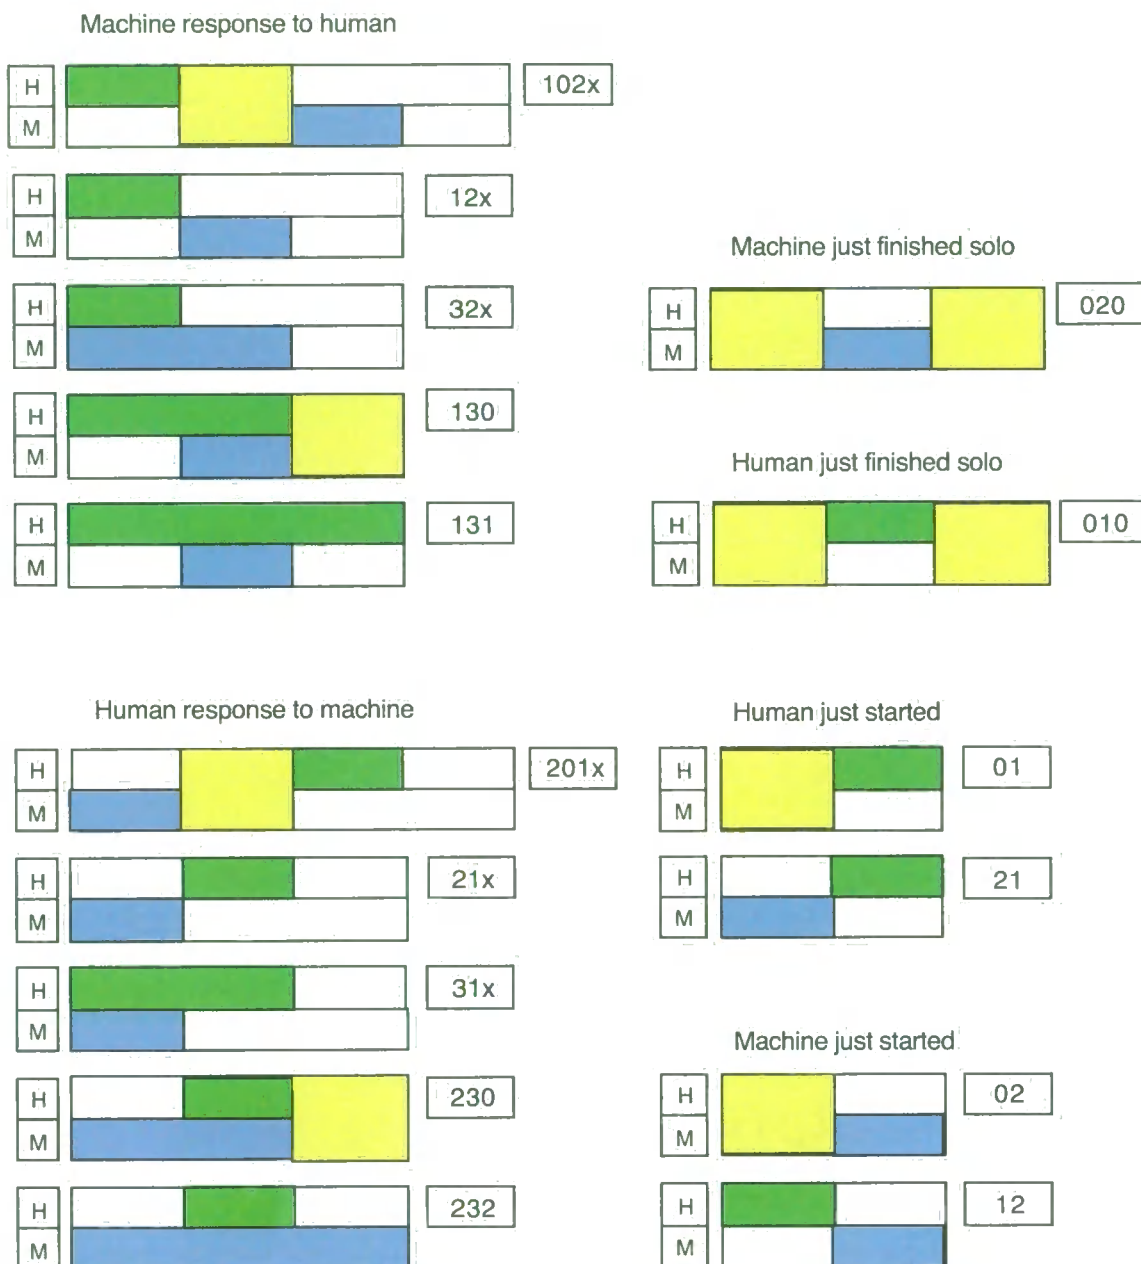 Machine response to human
H
M
102x
H
M
12x
H
M
32x
H
M
130
H
M
131
Machine just finished solo
H
M
020
Human just finished solo
H
M
010
Human response to machine
H
M
201x
H
M
21x
H
M
31x
H
M
230
H
M
232
Human just started
H
M
01
H
M
21
Machine just started
H
M
02
H
M
12